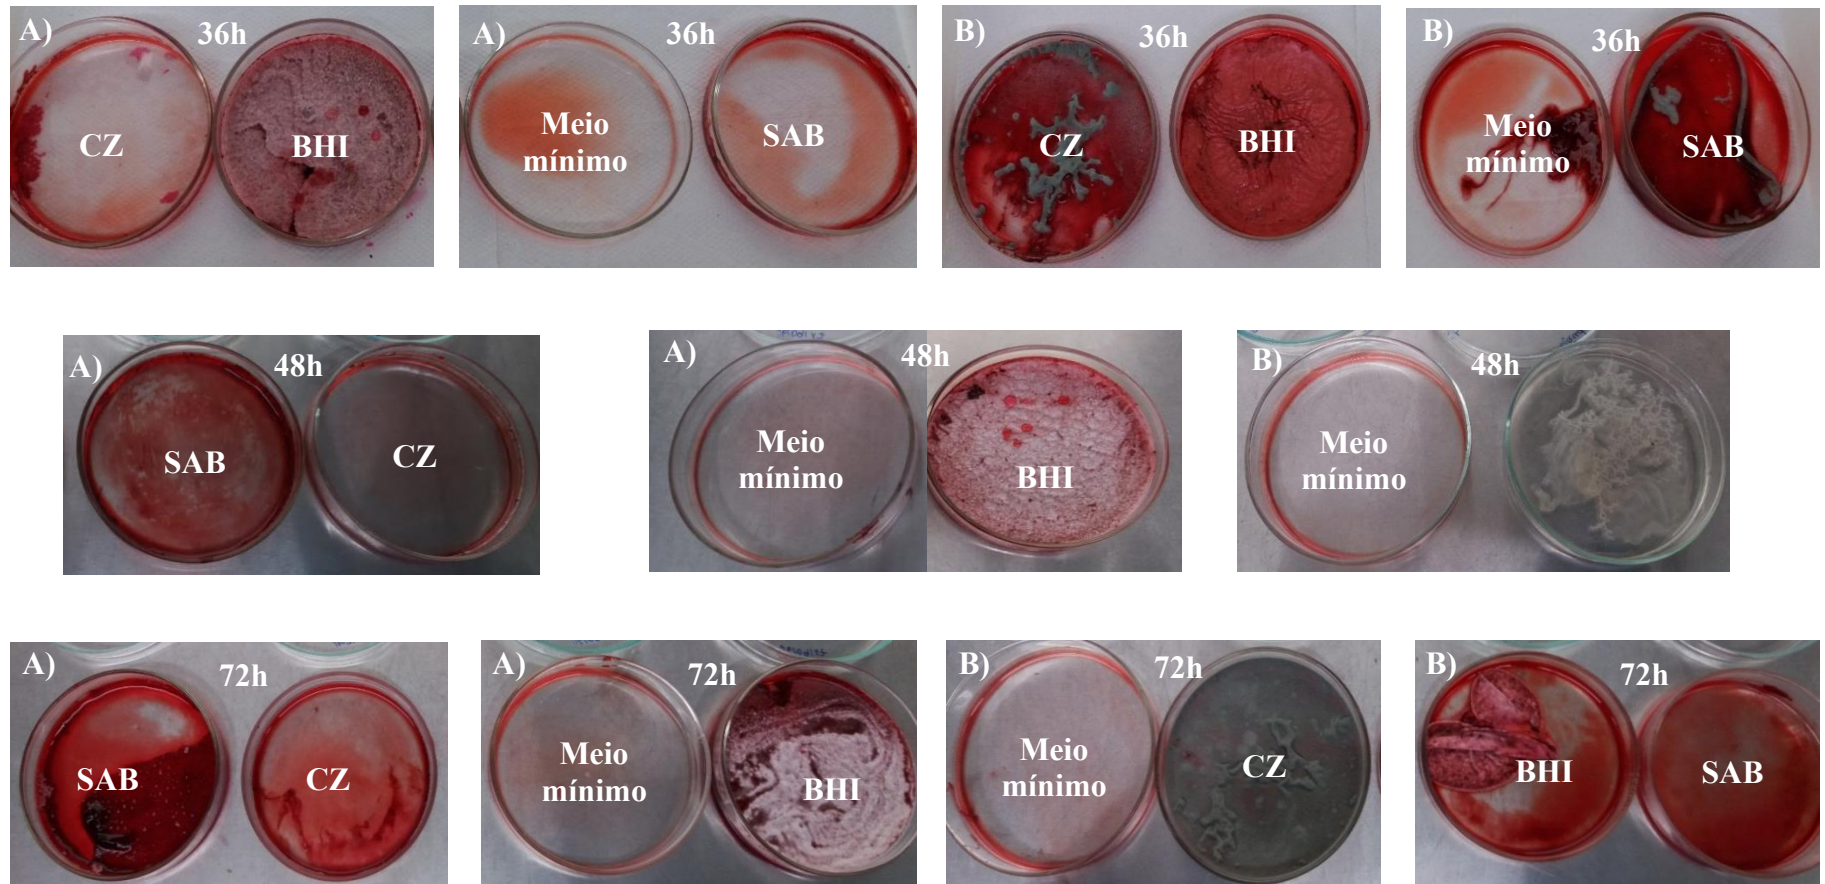 A)
36h
CZ
BHI
A)
36h
Meio
mínimo
SAB
B)
36h
CZ
BHI
B)
36h
Meio
mínimo
SAB
A)
48h
SAB
CZ
A)
48h
Meio
mínimo
BHI
B)
48h
Meio
mínimo
A)
72h
SAB
CZ
A)
72h
Meio
mínimo
BHI
B)
72h
Meio
mínimo
CZ
B)
72h
BHI
SAB